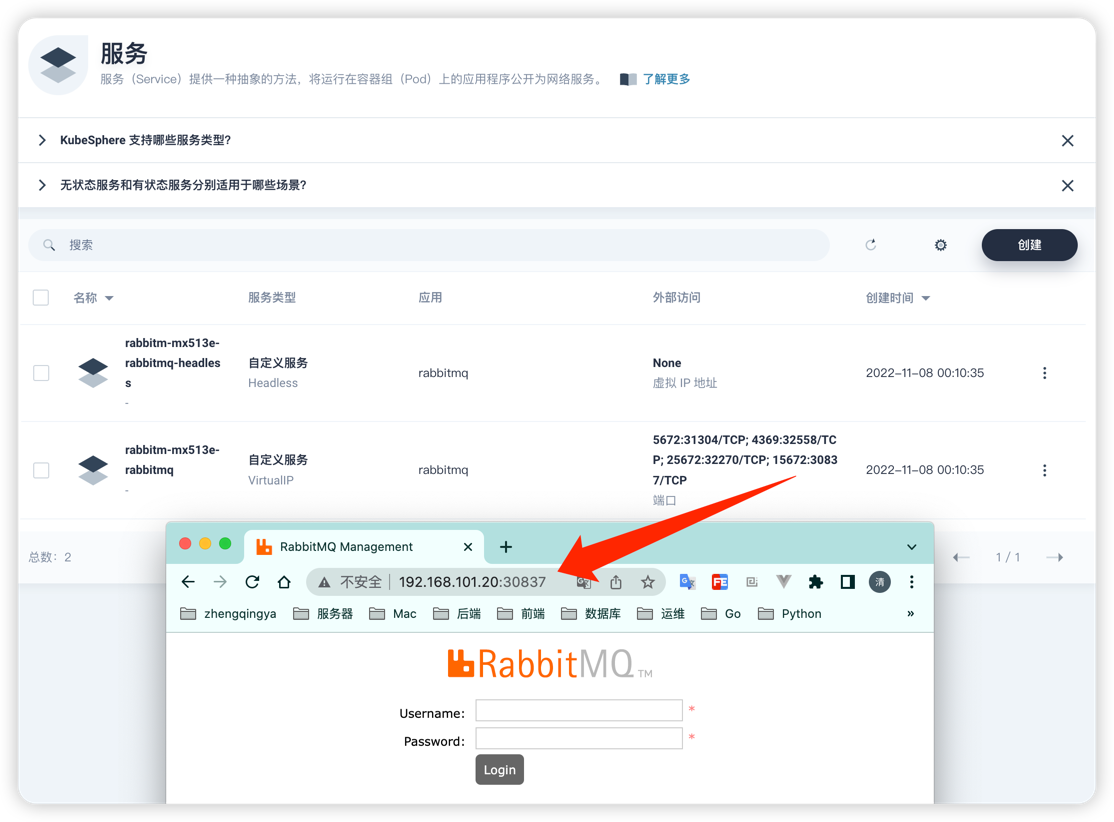 服务
服务（Service）提供一种抽象的方法，将运行在容器组（Pod）上的应用程序公开为网络服务。 了解更多
KubeSphere 支持哪些服务类型?
无状态服务和有状态服务分别适用于哪些场景?
搜索
创建
名称 服务类型 应用 外部访问 创建时间
rabbitm-mx513e-
rabbitmq-headles
s
-
自定义服务
Headless
rabbitmq
None
虚拟 IP 地址
2022-11-08 00:10:35
rabbitm-mx513e-
rabbitmq
-
自定义服务
VirtualIP
rabbitmq
5672:31304/TCP; 4369:32558/TC
P; 25672:32270/TCP; 15672:3083
7/TCP
端口
2022-11-08 00:10:35
总数：2
1 / 1
RabbitMQ Management
不安全 192.168.101.20:30837
FE
清
zhengqingya 服务器 Mac 后端 前端 数据库 运维 Go Python »
RabbitMQ TM
Username: *
Password: *
Login